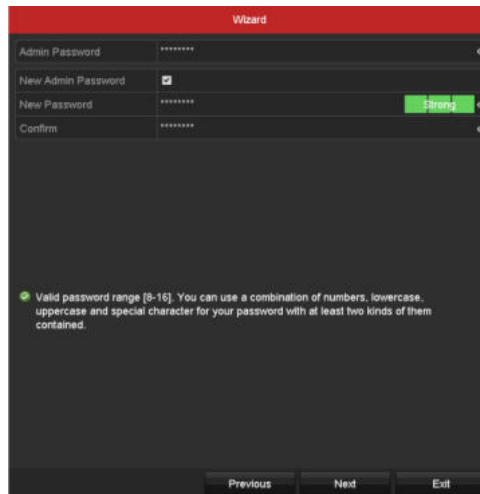 Wizard
Admin Password ********
New Admin Password
New Password ******** Strong
Confirm ********
Valid password range [8-16]. You can use a combination of numbers, lowercase,
uppercase and special character for your password with at least two kinds of them
contained.
Previous Next Exit